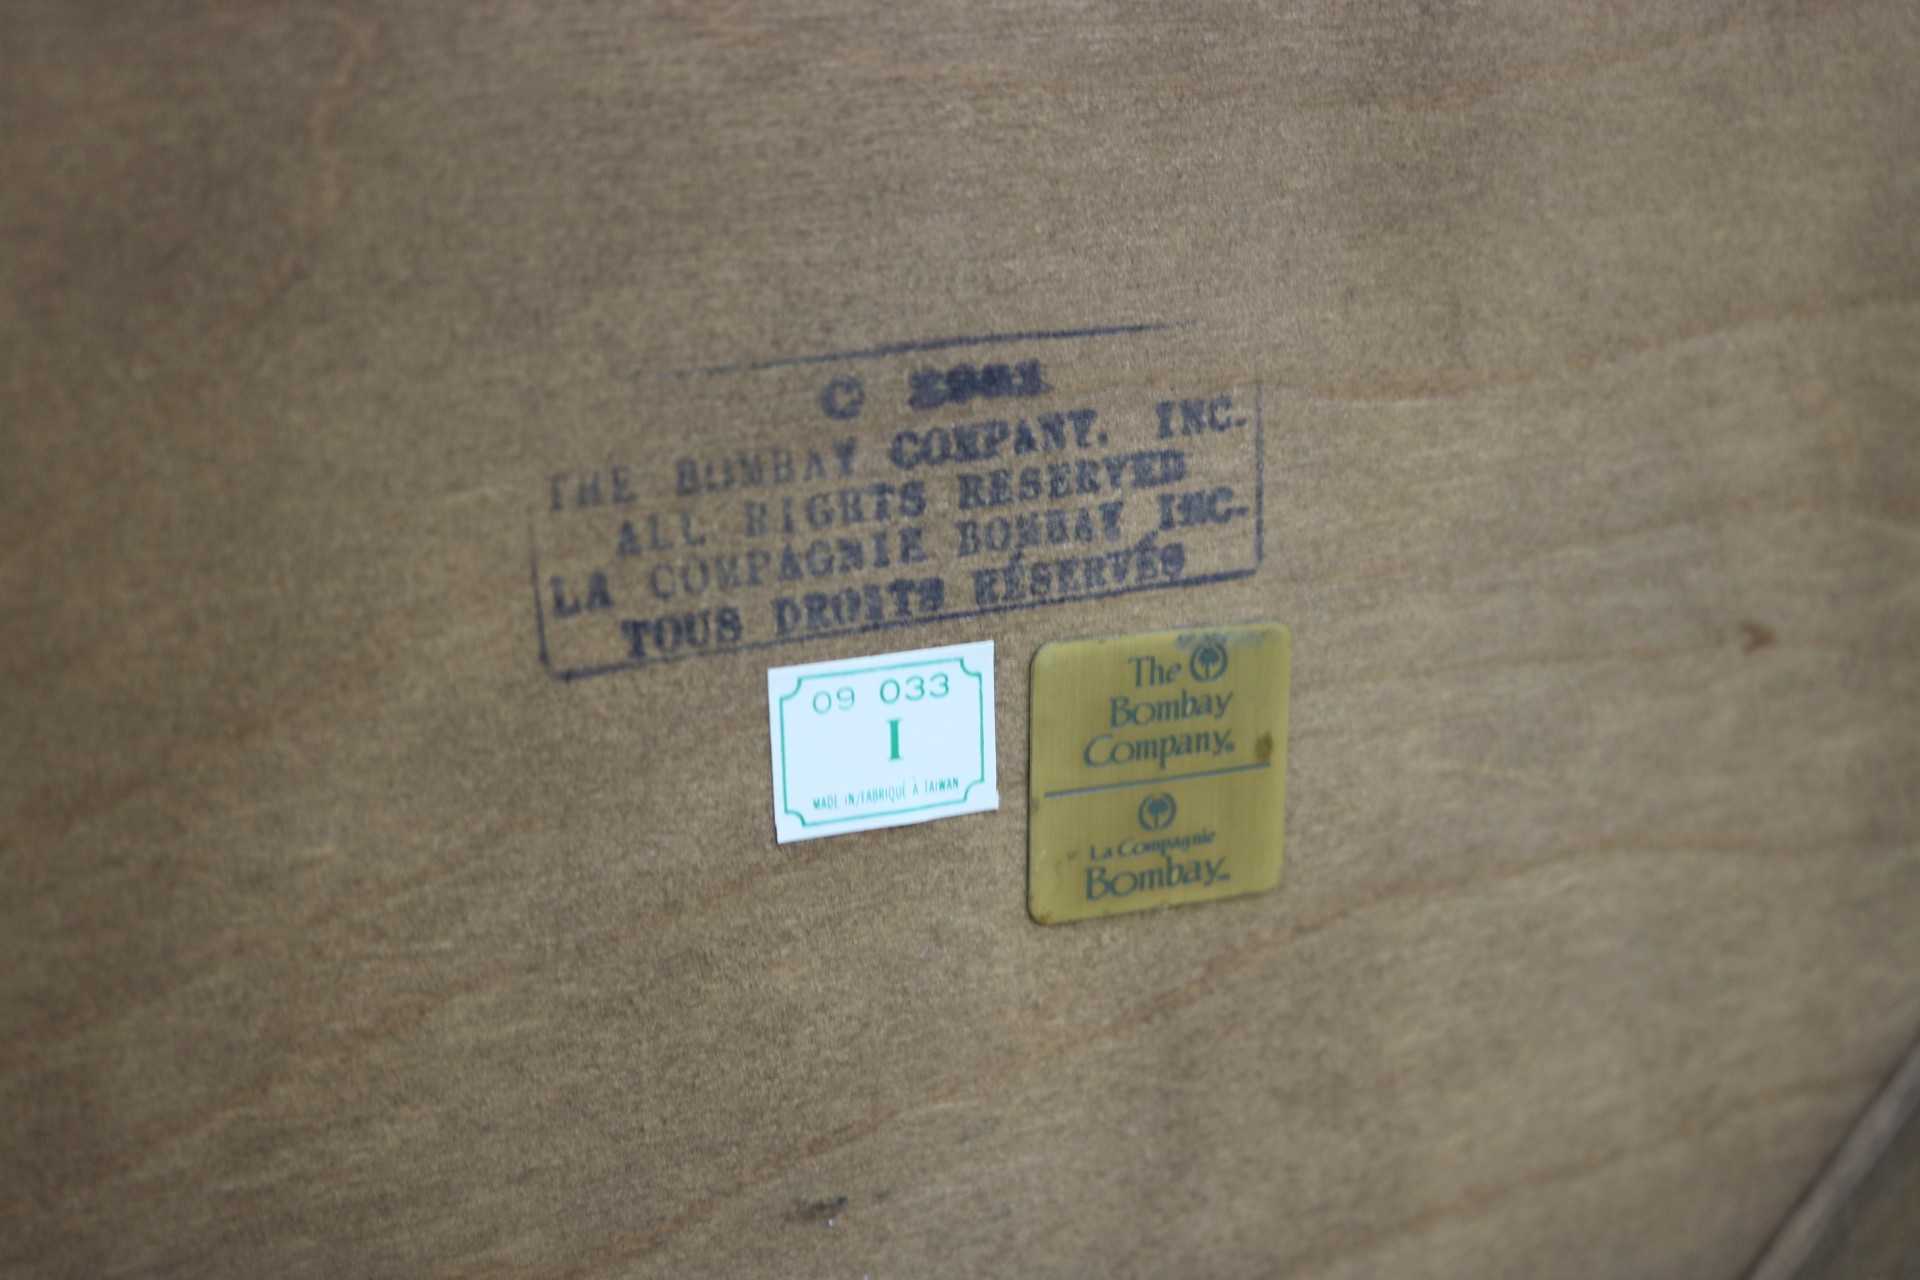 C
THE BOMBAY COMPANY, INC.
ALL RIGHTS RESERVED
LA COMPAGNIE BOMBAY INC.
TOUS DROITS RÉSERVÉS
09 033
I
MADE IN/FABRIQUÉ À TAIWAN
The
Bombay
Company®
La Compagnie
Bombay